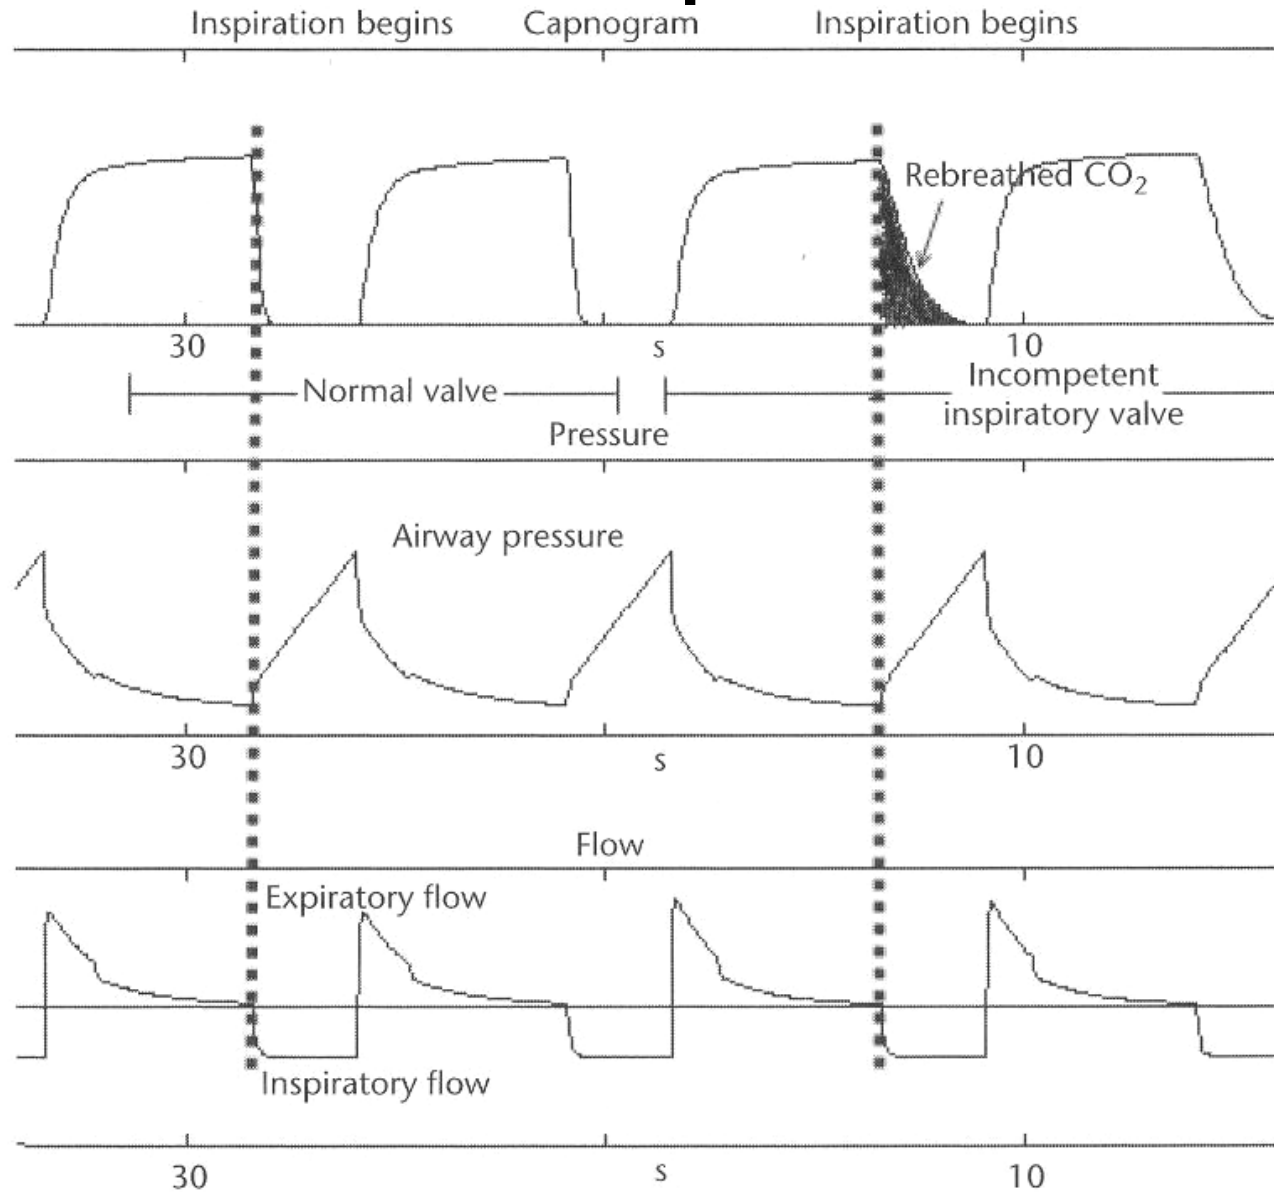 Inspiration begins Capnogram Inspiration begins
Rebreathed CO₂
30 s 10
Normal valve
Incompetent
inspiratory valve
Pressure
Airway pressure
30 s 10
Flow
Expiratory flow
Inspiratory flow
30 s 10